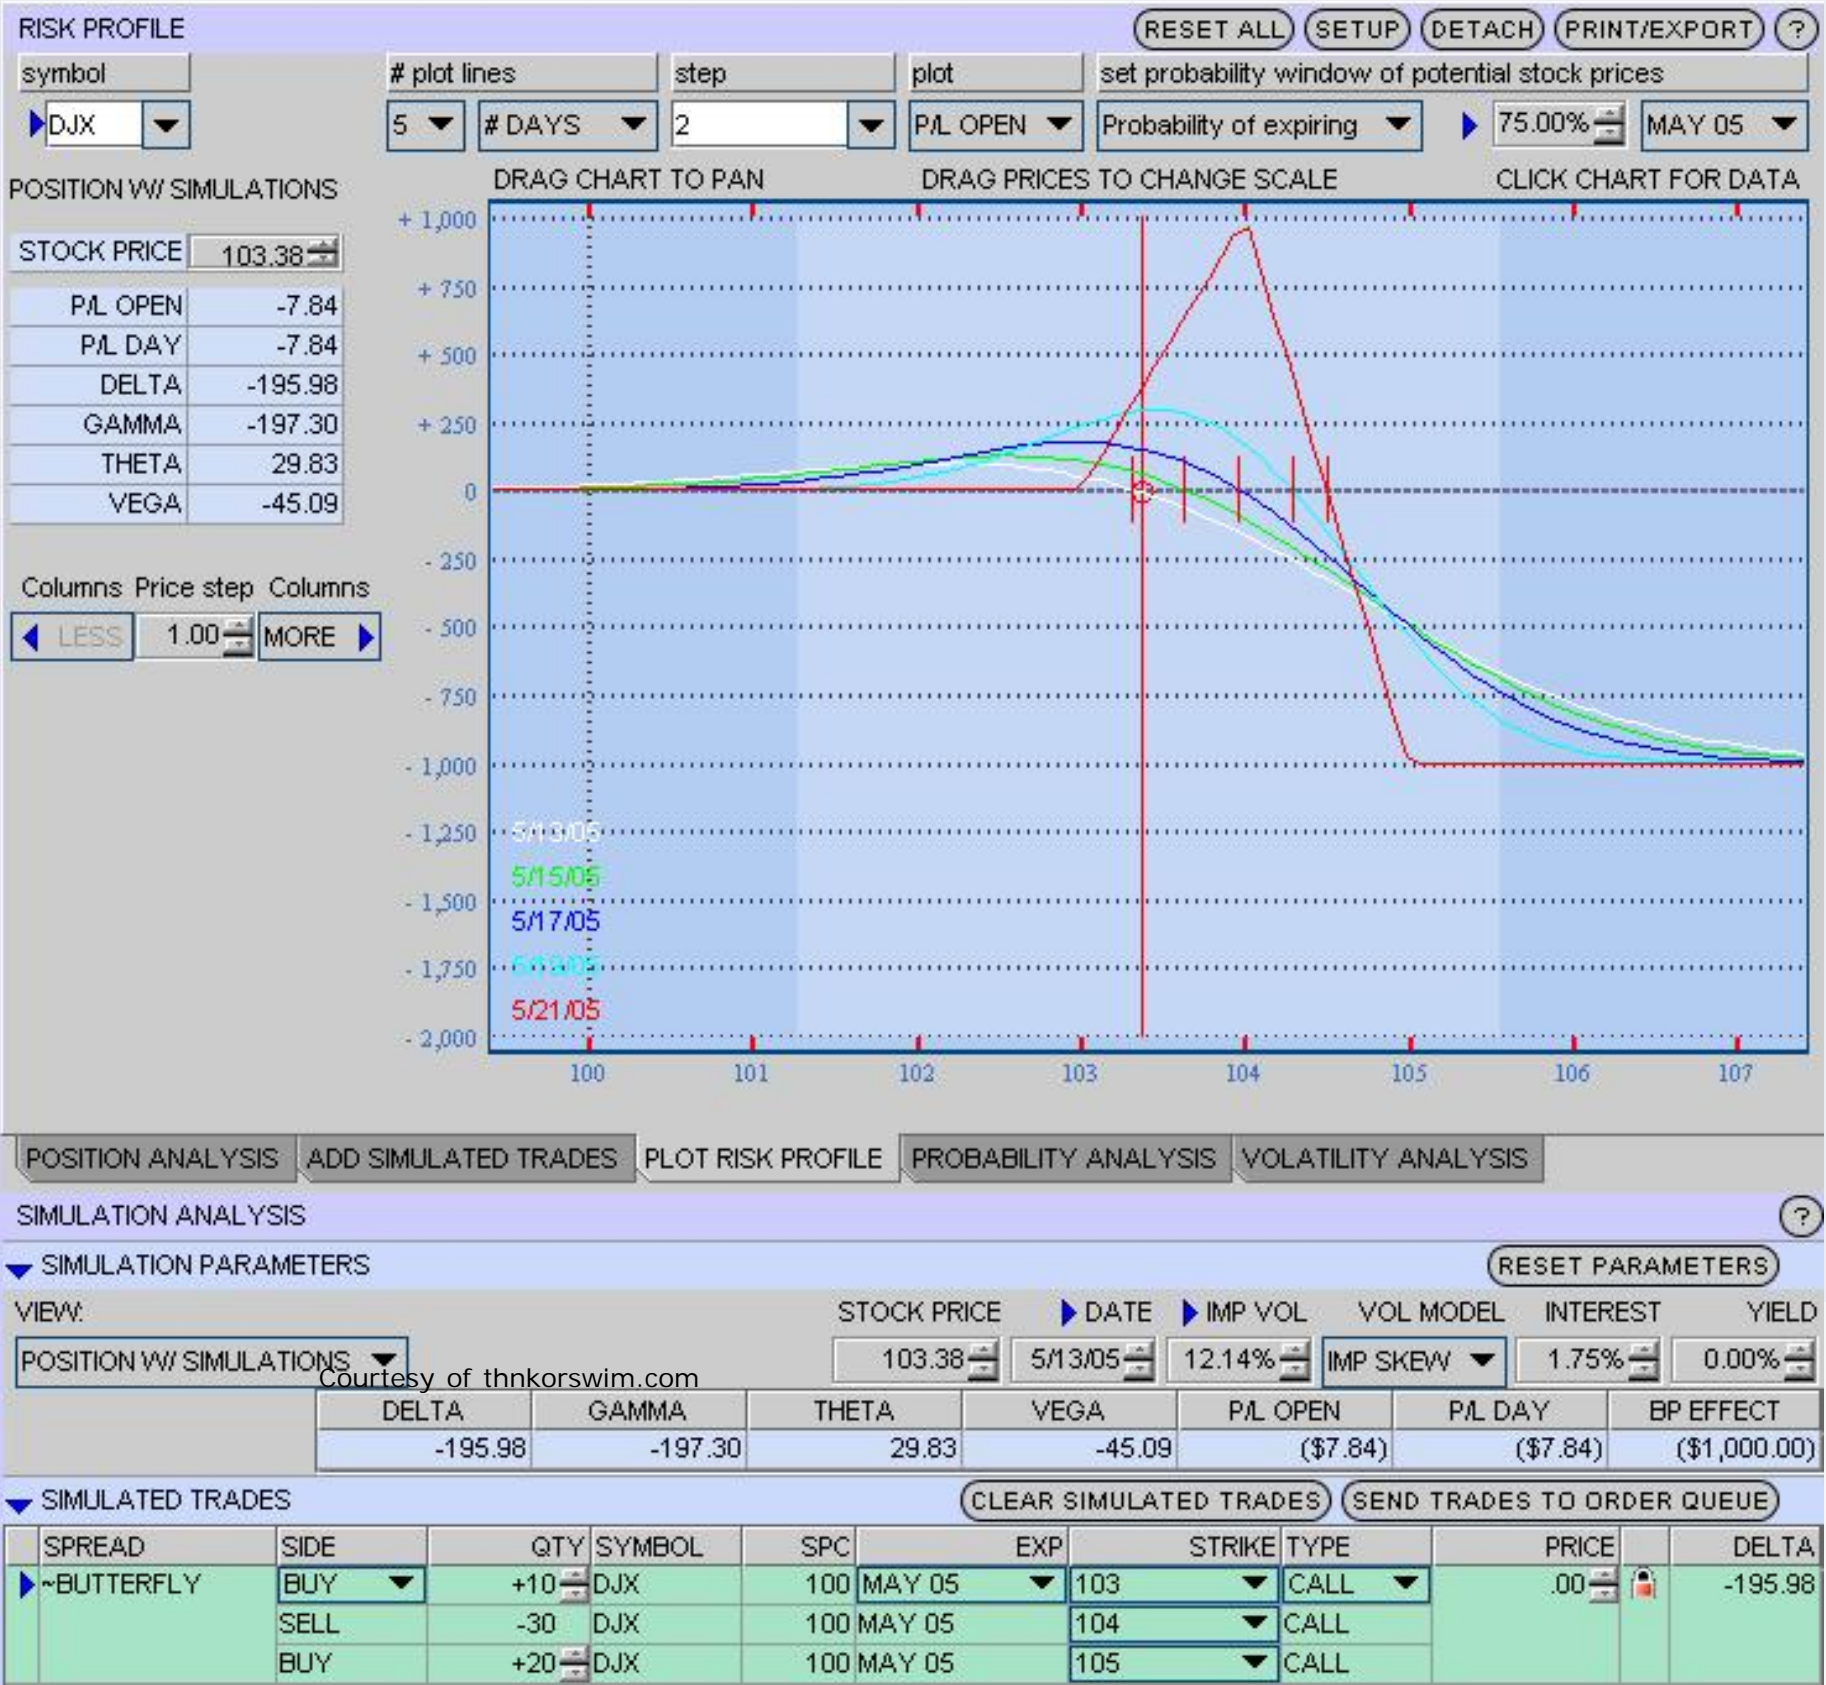 RISK PROFILE RESET ALL SETUP DETACH PRINT/EXPORT ?
symbol # plot lines step plot set probability window of potential stock prices
DJX 5 # DAYS 2 P/L OPEN Probability of expiring 75.00% MAY 05
POSITION W/ SIMULATIONS DRAG CHART TO PAN DRAG PRICES TO CHANGE SCALE CLICK CHART FOR DATA
STOCK PRICE 103.38
P/L OPEN -7.84
P/L DAY -7.84
DELTA -195.98
GAMMA -197.30
THETA 29.83
VEGA -45.09
Columns Price step Columns
LESS 1.00 MORE
+ 1,000
+ 750
+ 500
+ 250
0
- 250
- 500
- 750
- 1,000
- 1,250
- 1,500
- 1,750
- 2,000
5/13/05
5/15/05
5/17/05
5/19/05
5/21/05
100 101 102 103 104 105 106 107
POSITION ANALYSIS ADD SIMULATED TRADES PLOT RISK PROFILE PROBABILITY ANALYSIS VOLATILITY ANALYSIS
SIMULATION ANALYSIS ?
SIMULATION PARAMETERS RESET PARAMETERS
VIEW: STOCK PRICE DATE IMP VOL VOL MODEL INTEREST YIELD
POSITION W/ SIMULATIONS 103.38 5/13/05 12.14% IMP SKEW 1.75% 0.00%
Courtesy of thnkorswim.com
DELTA GAMMA THETA VEGA P/L OPEN P/L DAY BP EFFECT
-195.98 -197.30 29.83 -45.09 ($7.84) ($7.84) ($1,000.00)
SIMULATED TRADES CLEAR SIMULATED TRADES SEND TRADES TO ORDER QUEUE
SPREAD SIDE QTY SYMBOL SPC EXP STRIKE TYPE PRICE DELTA
~BUTTERFLY BUY +10 DJX 100 MAY 05 103 CALL .00 -195.98
SELL -30 DJX 100 MAY 05 104 CALL
BUY +20 DJX 100 MAY 05 105 CALL